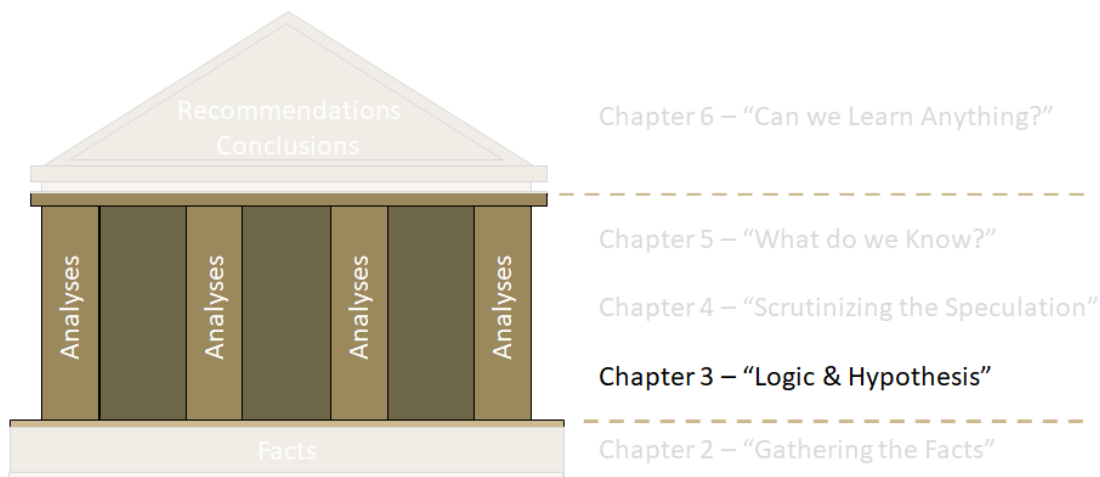 Recommendations
Conclusions
Chapter 6 – “Can we Learn Anything?”
Analyses
Analyses
Analyses
Analyses
Chapter 5 – “What do we Know?”
Chapter 4 – “Scrutinizing the Speculation”
Chapter 3 – “Logic & Hypothesis”
Facts
Chapter 2 – “Gathering the Facts”